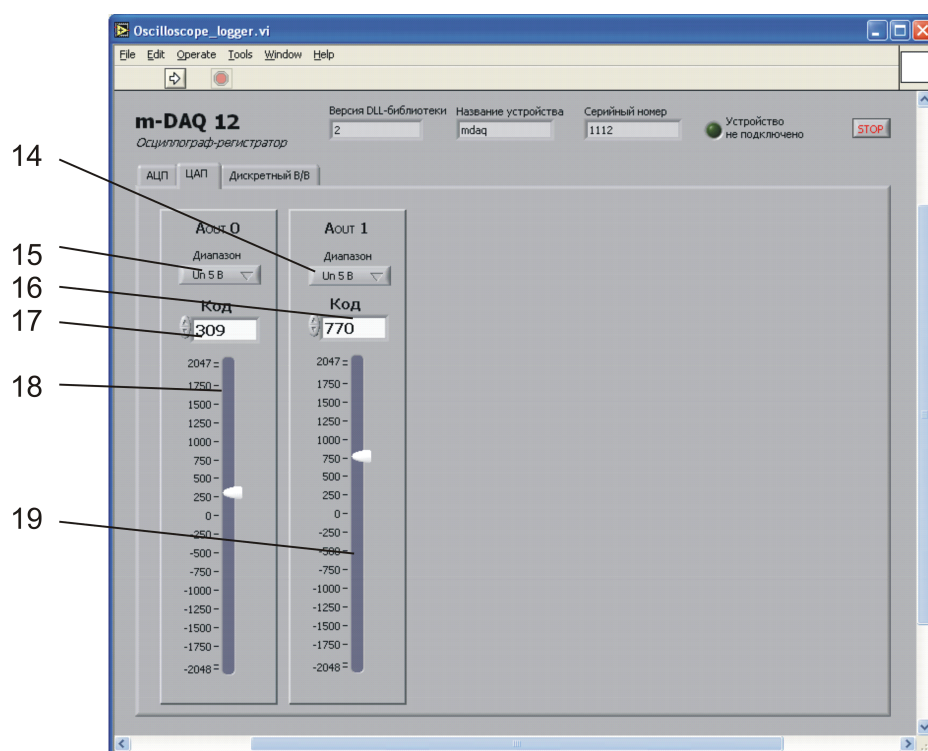 Oscilloscope_logger.vi
File Edit Operate Tools Window Help
Версия DLL-библиотеки Название устройства Серийный номер
m-DAQ 12
2 mdaq 1112
Устройство
не подключено
STOP
Осциллограф-регистратор
АЦП ЦАП Дискретный В/В
14
15
16
17
18
19
AOUT 0
Диапазон
Un 5 В
Код
309
2047
1750
1500
1250
1000
750
500
250
0
-250
-500
-750
-1000
-1250
-1500
-1750
-2048
AOUT 1
Диапазон
Un 5 В
Код
770
2047
1750
1500
1250
1000
750
500
250
0
-250
-500
-750
-1000
-1250
-1500
-1750
-2048